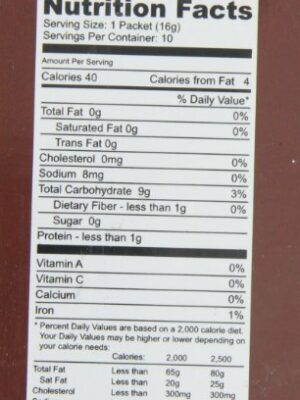 Nutrition Facts
Serving Size: 1 Packet (16g)
Servings Per Container: 10
Amount Per Serving
Calories 40 Calories from Fat 4
% Daily Value*
Total Fat 0g 0%
Saturated Fat 0g 0%
Trans Fat 0g
Cholesterol 0mg 0%
Sodium 8mg 0%
Total Carbohydrate 9g 3%
Dietary Fiber - less than 1g 0%
Sugar 0g
Protein - less than 1g
Vitamin A 0%
Vitamin C 0%
Calcium 0%
Iron 1%
* Percent Daily Values are based on a 2,000 calorie diet.
Your Daily Values may be higher or lower depending on
your calorie needs:
Calories: 2,000 2,500
Total Fat Less than 65g 80g
Sat Fat Less than 20g 25g
Cholesterol Less than 300mg 300mg